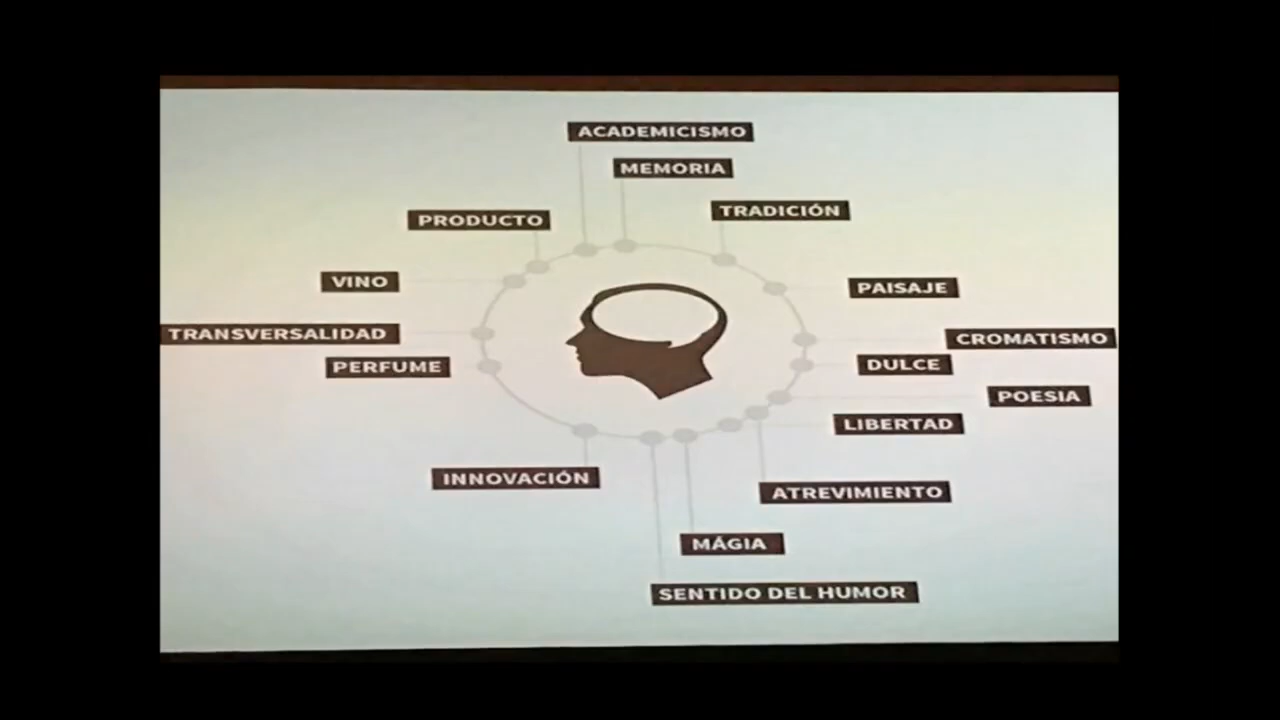 ACADEMICISMO
MEMORIA
TRADICIÓN
PRODUCTO
VINO
PAISAJE
TRANSVERSALIDAD
CROMATISMO
PERFUME
DULCE
POESIA
LIBERTAD
INNOVACIÓN
ATREVIMIENTO
MÁGIA
SENTIDO DEL HUMOR